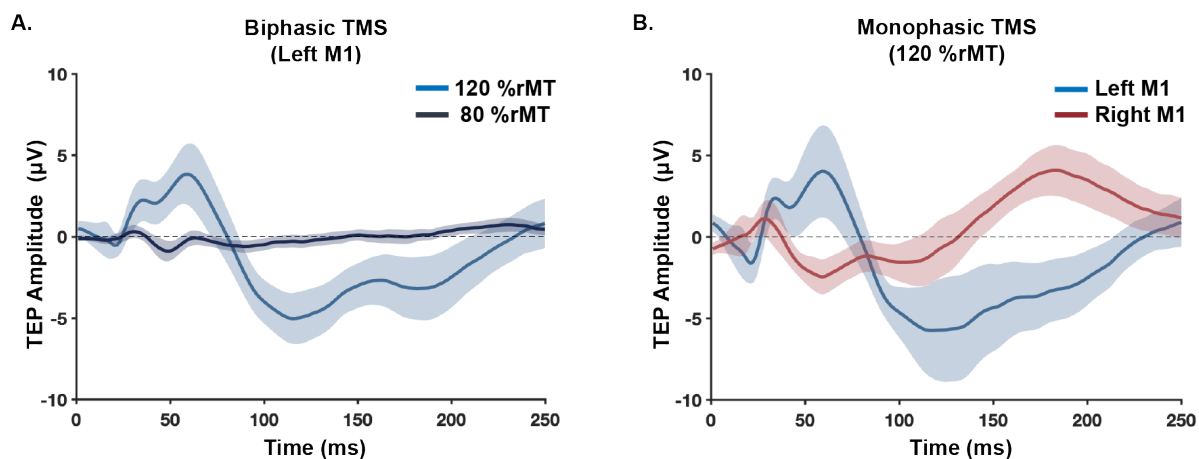 A.
Biphasic TMS
(Left M1)
120 %rMT
80 %rMT
TEP Amplitude (µV)
10
5
0
-5
-10
0
50
100
150
200
250
Time (ms)
B.
Monophasic TMS
(120 %rMT)
Left M1
Right M1
TEP Amplitude (µV)
10
5
0
-5
-10
0
50
100
150
200
250
Time (ms)